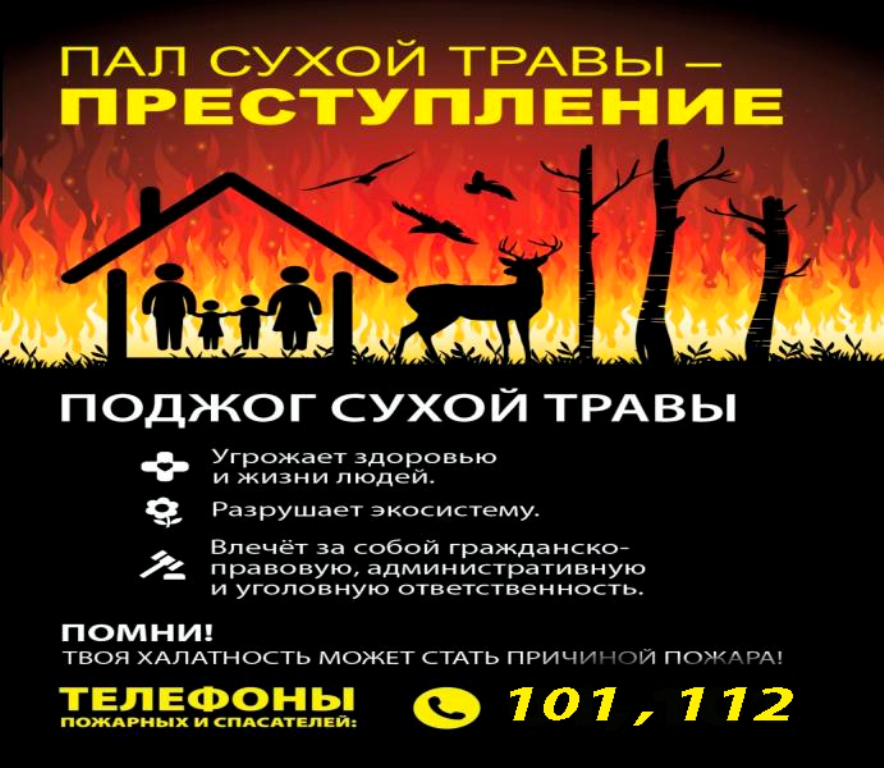 ПАЛ СУХОЙ ТРАВЫ –
ПРЕСТУПЛЕНИЕ
ПОДЖОГ СУХОЙ ТРАВЫ
Угрожает здоровью
и жизни людей.
Разрушает экосистему.
Влечёт за собой гражданско-
правовую, административную
и уголовную ответственность.
ПОМНИ!
ТВОЯ ХАЛАТНОСТЬ МОЖЕТ СТАТЬ ПРИЧИНОЙ ПОЖАРА!
ТЕЛЕФОНЫ
ПОЖАРНЫХ И СПАСАТЕЛЕЙ:
101, 112